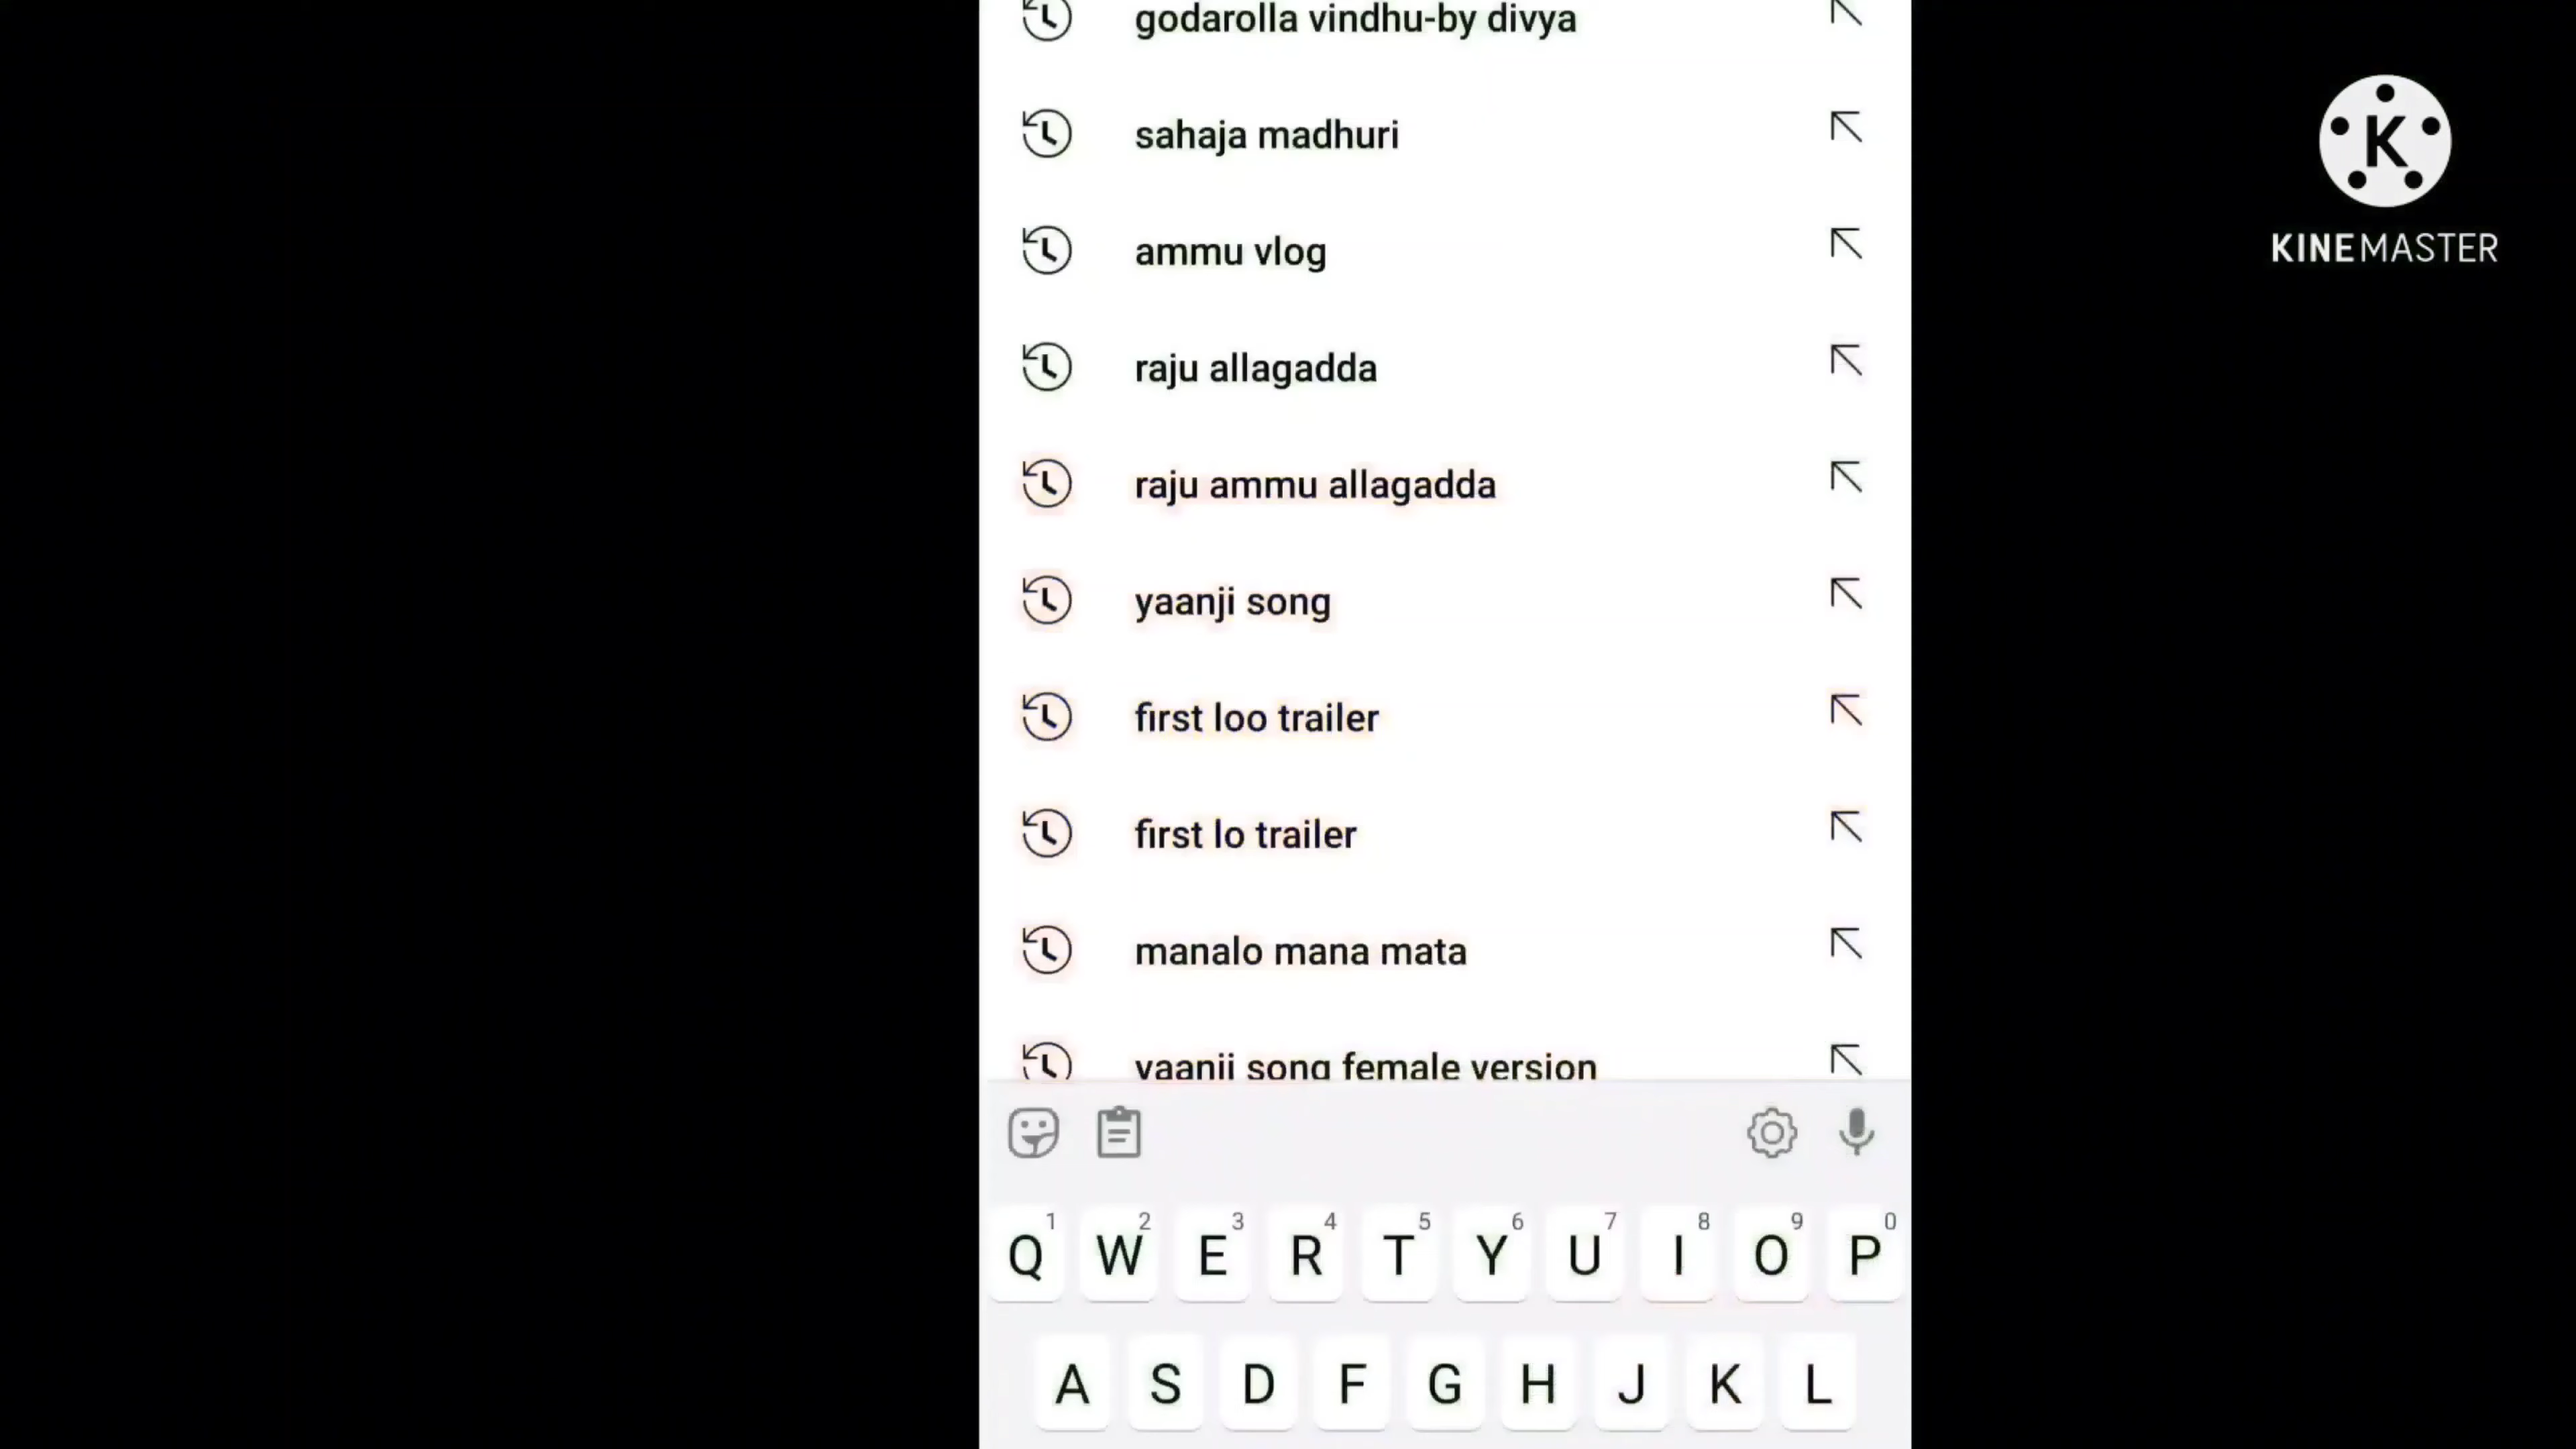 godarolla vindhu-by divya
sahaja madhuri
ammu vlog
raju allagadda
raju ammu allagadda
yaanji song
first loo trailer
first lo trailer
manalo mana mata
yaanji song female version
K
KINEMASTER
1 2 3 4 5 6 7 8 9 0
Q W E R T Y U I O P
A S D F G H J K L